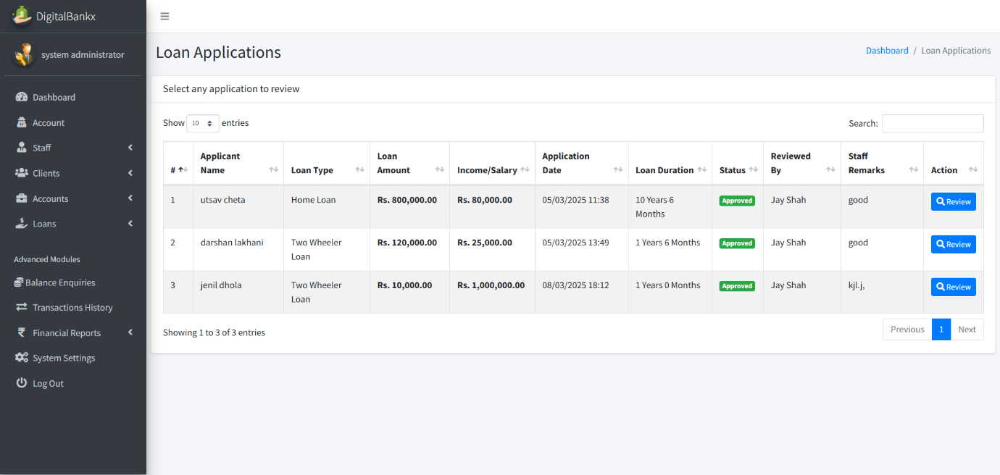 DigitalBankx
system administrator
Dashboard
Account
Staff
Clients
Accounts
Loans
Advanced Modules
Balance Enquiries
Transactions History
Financial Reports
System Settings
Log Out
Loan Applications
Dashboard / Loan Applications
Select any application to review
Show 10 entries
Search:
# Applicant Name Loan Type Loan Amount Income/Salary Application Date Loan Duration Status Reviewed By Staff Remarks Action
1 utsav cheta Home Loan Rs. 800,000.00 Rs. 80,000.00 05/03/2025 11:38 10 Years 6 Months Approved Jay Shah good Review
2 darshan lakhani Two Wheeler Loan Rs. 120,000.00 Rs. 25,000.00 05/03/2025 13:49 1 Years 6 Months Approved Jay Shah good Review
3 jenil dhola Two Wheeler Loan Rs. 10,000.00 Rs. 1,000,000.00 08/03/2025 18:12 1 Years 0 Months Approved Jay Shah kjl.j, Review
Showing 1 to 3 of 3 entries
Previous 1 Next